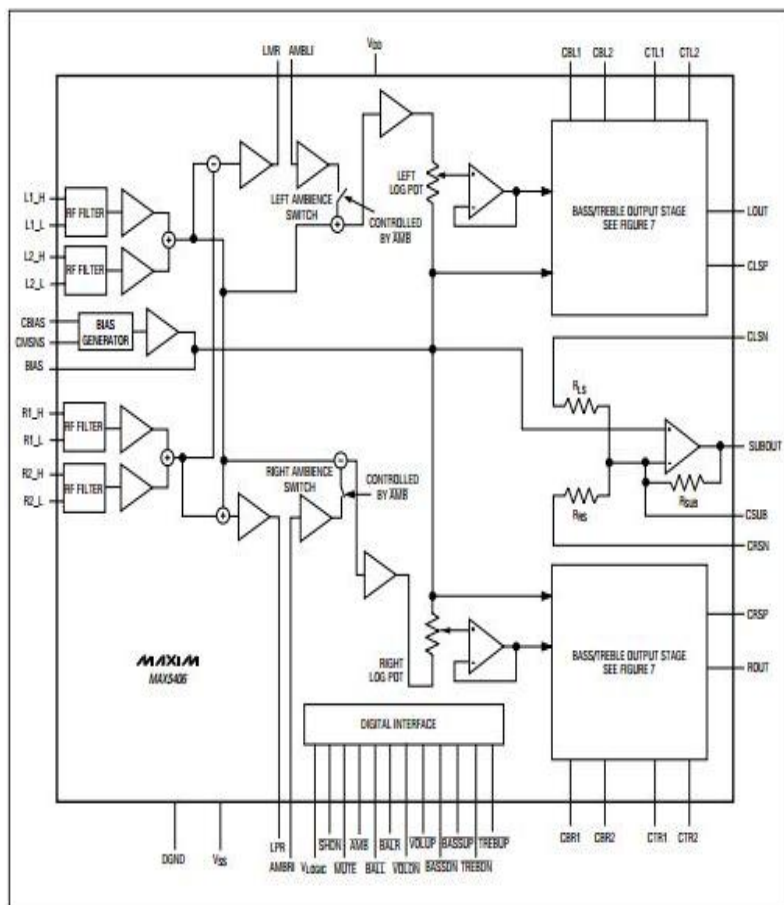 LMR AMBLI
VDD
CBL1 CBL2 CTL1 CTL2
L1_H
L1_L
RF FILTER
L2_H
L2_L
RF FILTER
LEFT AMBIENCE
SWITCH
CONTROLLED
BY AMB
LEFT
LOG POT
BASS/TREBLE OUTPUT STAGE
SEE FIGURE 7
LOUT
CLSP
CBIAS
CMSNS
BIAS
GENERATOR
BIAS
CLSN
RLS
SUBOUT
RSUB
CSUB
RRS
CRSN
R1_H
R1_L
RF FILTER
R2_H
R2_L
RF FILTER
RIGHT AMBIENCE
SWITCH
CONTROLLED
BY AMB
RIGHT
LOG POT
BASS/TREBLE OUTPUT STAGE
SEE FIGURE 7
CRSP
ROUT
MAXIM
MAX5406
DIGITAL INTERFACE
DGND
VSS
LPR
AMBRI
VLOGIC
SHDN
MUTE
AMB
BALL
BALR
VOLDN
VOLUP
BASSDN
BASSUP
TREBDN
TREBUP
CBR1 CBR2 CTR1 CTR2